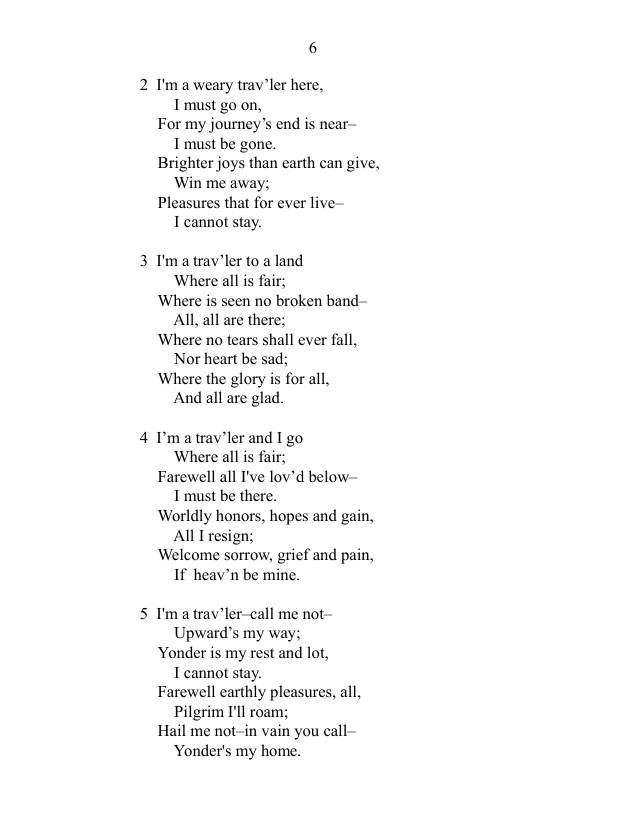 6
2 I'm a weary trav’ler here,
I must go on,
For my journey’s end is near–
I must be gone.
Brighter joys than earth can give,
Win me away;
Pleasures that for ever live–
I cannot stay.
3 I'm a trav’ler to a land
Where all is fair;
Where is seen no broken band–
All, all are there;
Where no tears shall ever fall,
Nor heart be sad;
Where the glory is for all,
And all are glad.
4 I’m a trav’ler and I go
Where all is fair;
Farewell all I've lov’d below–
I must be there.
Worldly honors, hopes and gain,
All I resign;
Welcome sorrow, grief and pain,
If  heav’n be mine.
5 I'm a trav’ler–call me not–
Upward’s my way;
Yonder is my rest and lot,
I cannot stay.
Farewell earthly pleasures, all,
Pilgrim I'll roam;
Hail me not–in vain you call–
Yonder's my home.